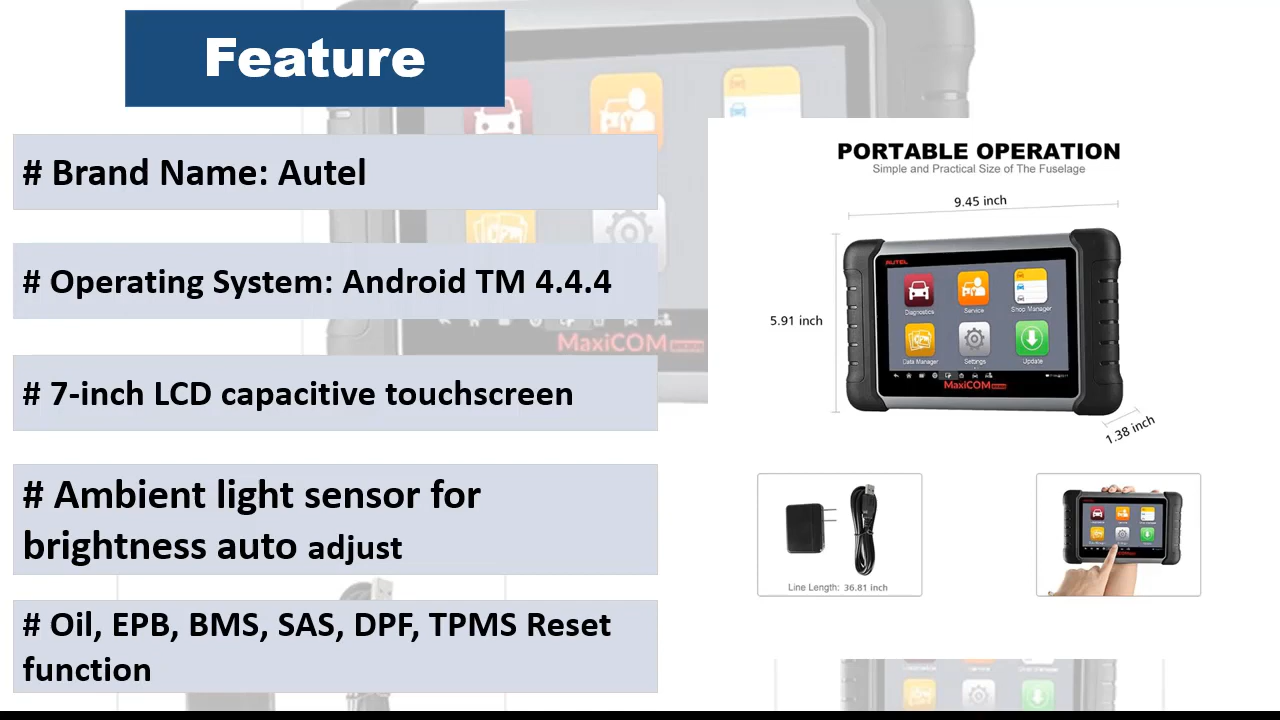 Feature
# Brand Name: Autel
# Operating System: Android TM 4.4.4
# 7-inch LCD capacitive touchscreen
# Ambient light sensor for
brightness auto adjust
# Oil, EPB, BMS, SAS, DPF, TPMS Reset
function
PORTABLE OPERATION
Simple and Practical Size of The Fuselage
9.45 inch
5.91 inch
1.38 inch
AUTEL
Diagnostics
Service
Shop Manager
Data Manager
Settings
Update
MaxiCOM
Line Length: 36.81 inch
MaxiCOM